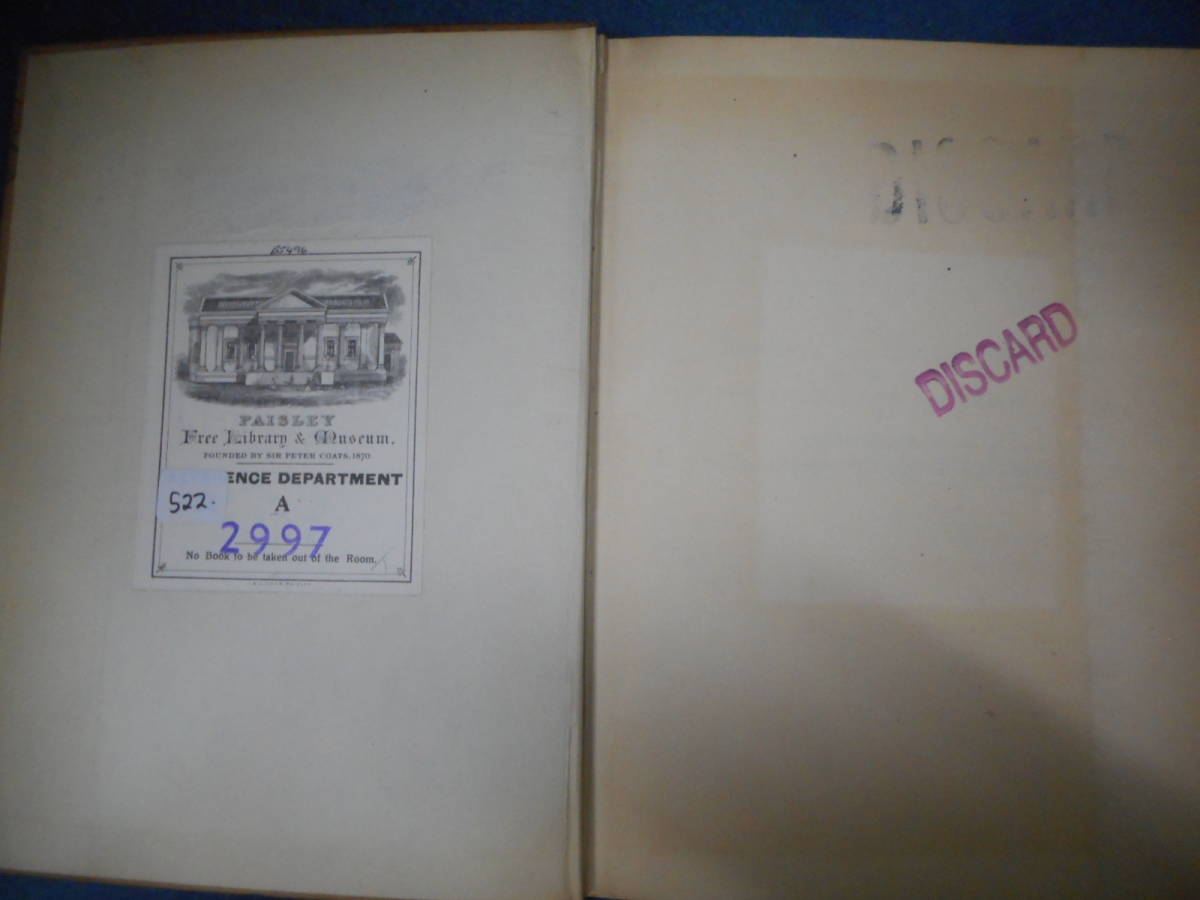 PAISLEY
Free Library & Museum.
FOUNDED BY SIR PETER COATS, 1870.
ENCE DEPARTMENT
522.
A
2997
No Book to be taken out of the Room.
DISCARD